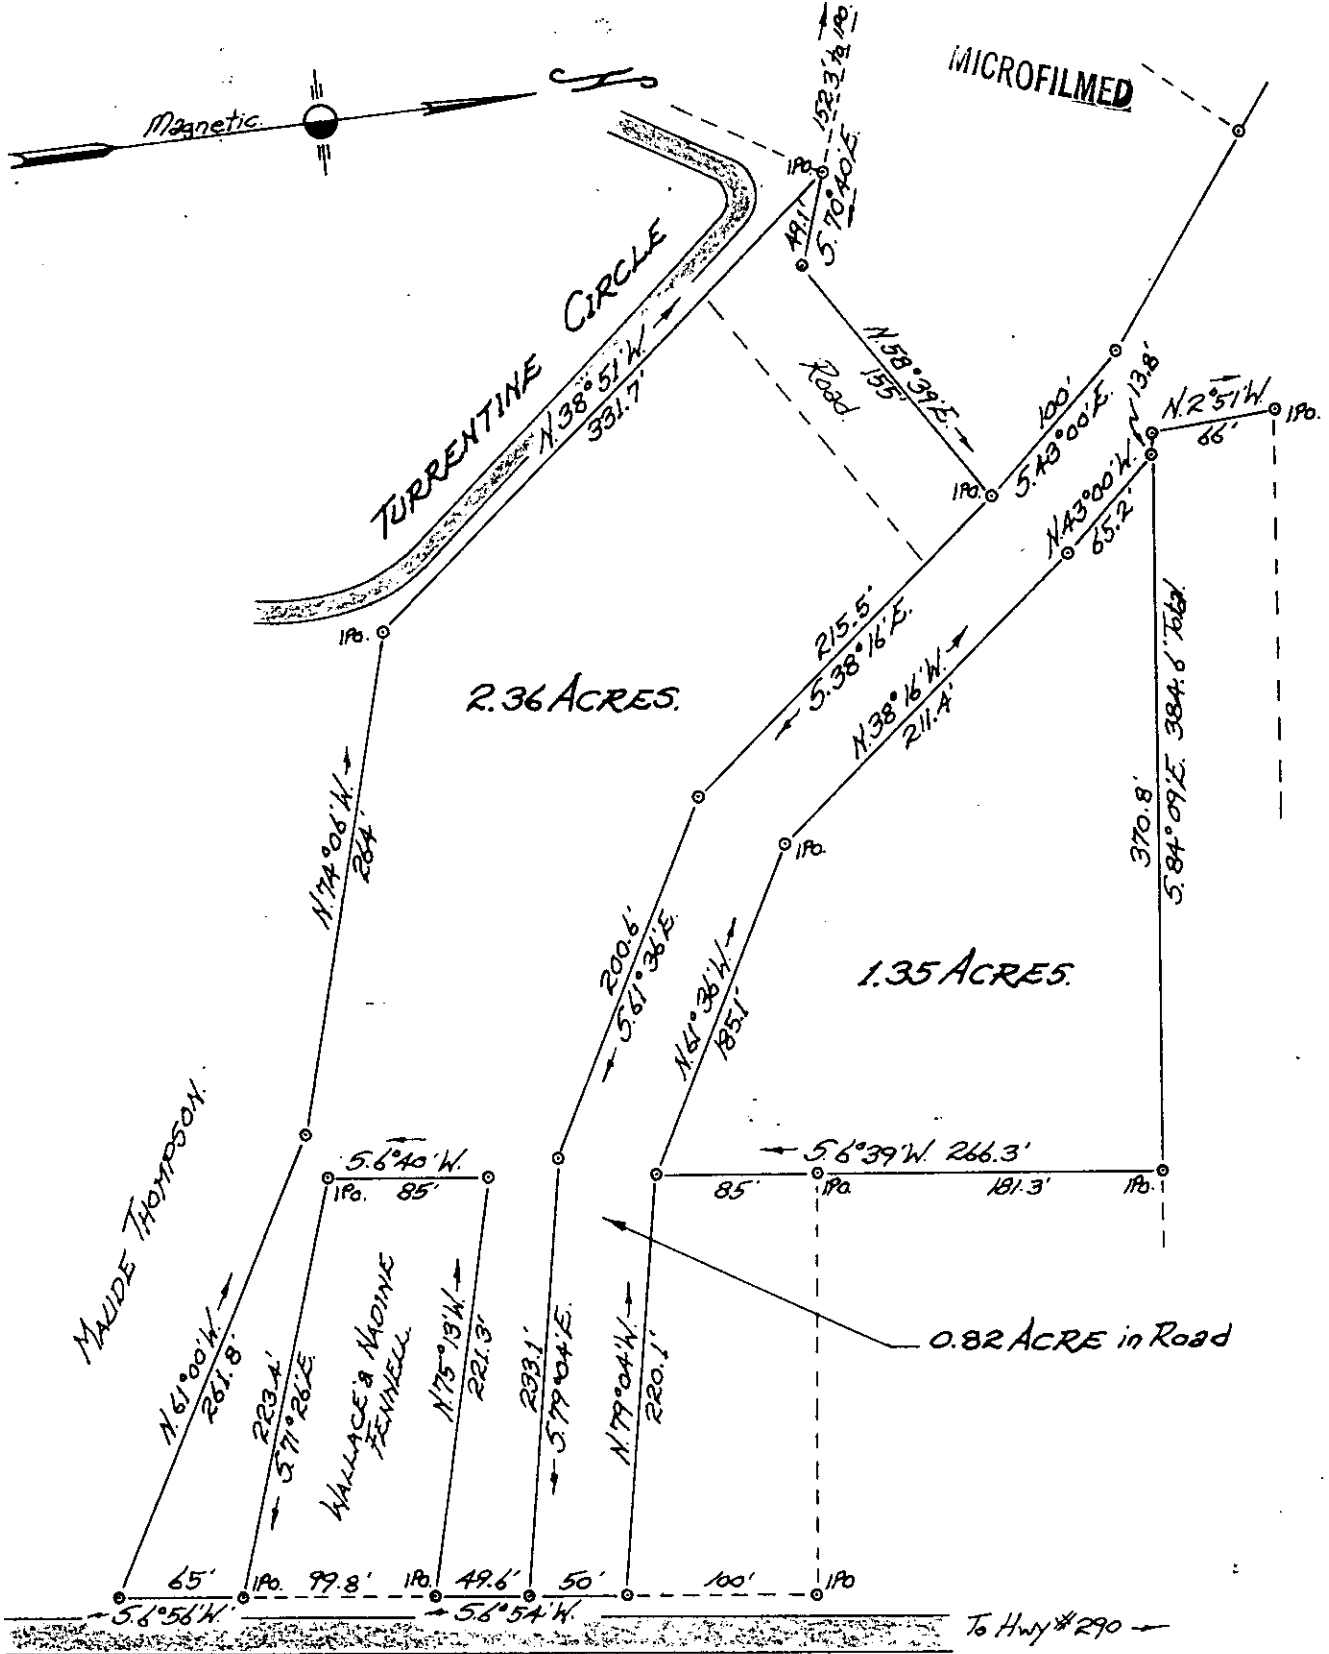 MICROFILMED
Magnetic.
152.3' to IPo.
IPo.
49.1'
S.70°40'E.
TURRENTINE CIRCLE
N.38°51'W.
331.7'
Road.
N.58°39'E.
155'
100'
S.43°00'E.
13.8'
N.2°51'W.
66'
IPo.
IPo.
N.43°00'W.
65.2'
IPo.
215.5'
S.38°16'E.
N.38°16'W.
211.4'
2.36 ACRES.
370.8'
S.84°09'E. 384.6' Total.
N.74°06'W.
264'
IPo.
200.6'
S.61°36'E.
N.61°36'W.
185.1'
1.35 ACRES.
MAUDE THOMPSON.
S.6°40'W.
IPo.
85'
S.6°39'W. 266.3'
85'
IPo.
181.3'
IPo.
N.61°00'W.
261.8'
223.4'
S.71°26'E.
WALLACE & NADINE
FENNELL.
N.75°13'W.
221.3'
233.1'
S.79°04'E.
N.79°04'W.
220.1'
0.82 ACRE in Road
65'
IPo.
99.8'
IPo.
49.6'
50'
100'
IPo
S.6°56'W.
S.6°54'W.
To Hwy #290